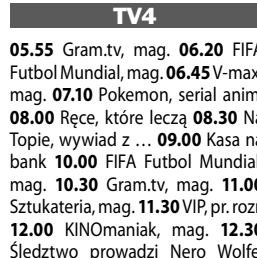 TV4
05.55 Gram.tv, mag. 06.20 FIFA
Futbol Mundial, mag. 06.45 V-max,
mag. 07.10 Pokemon, serial anim.
08.00 Ręce, które leczą 08.30 Na
Topie, wywiad z … 09.00 Kasa na
bank 10.00 FIFA Futbol Mundial,
mag. 10.30 Gram.tv, mag. 11.00
Sztukateria, mag. 11.30 VIP, pr. rozr.
12.00 KINOmaniak, mag. 12.30
Śledztwo prowadzi Nero Wolfe,